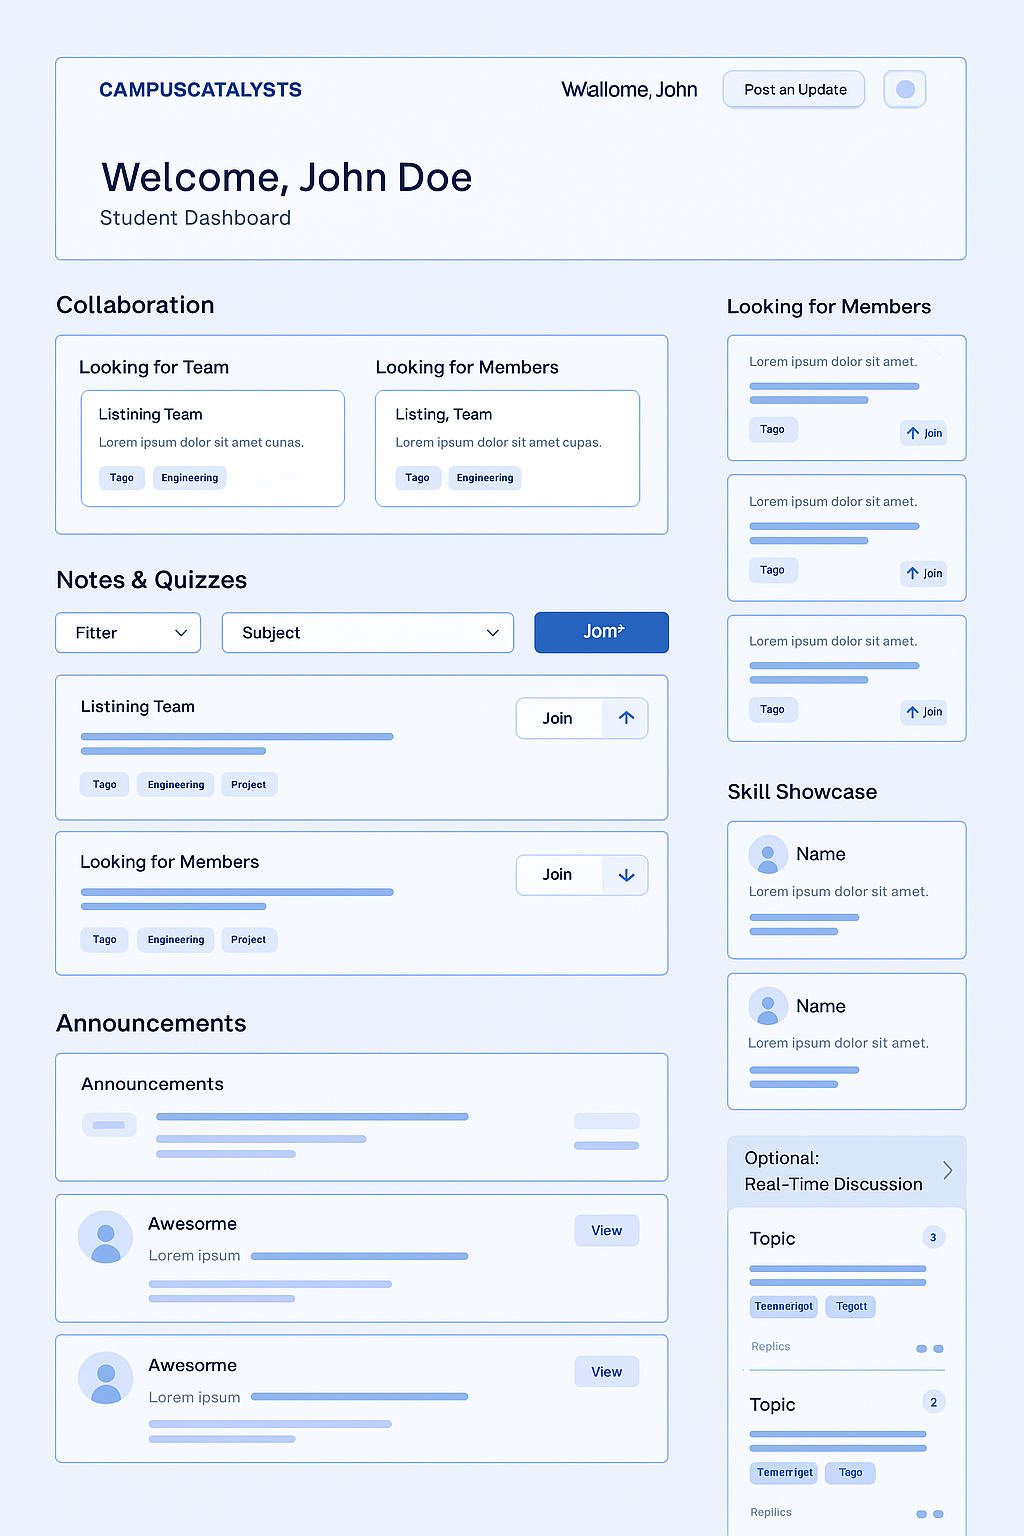 CAMPUSCATALYSTS
Wallome, John
Post an Update
Welcome, John Doe
Student Dashboard
Collaboration
Looking for Team
Listining Team
Lorem ipsum dolor sit amet cunas.
Tago
Engineering
Looking for Members
Listing, Team
Lorem ipsum dolor sit amet cupas.
Tago
Engineering
Notes & Quizzes
Fitter
Subject
Jom
Listining Team
Join
Tago
Engineering
Project
Looking for Members
Join
Tago
Engineering
Project
Announcements
Announcements
Awesorme
Lorem ipsum
View
Awesorme
Lorem ipsum
View
Looking for Members
Lorem ipsum dolor sit amet.
Tago
Join
Lorem ipsum dolor sit amet.
Tago
Join
Lorem ipsum dolor sit amet.
Tago
Join
Skill Showcase
Name
Lorem ipsum dolor sit amet.
Name
Lorem ipsum dolor sit amet.
Optional:
Real-Time Discussion
Topic
3
Teennerigot
Tegott
Replics
Topic
2
Temerriget
Tago
Repilics